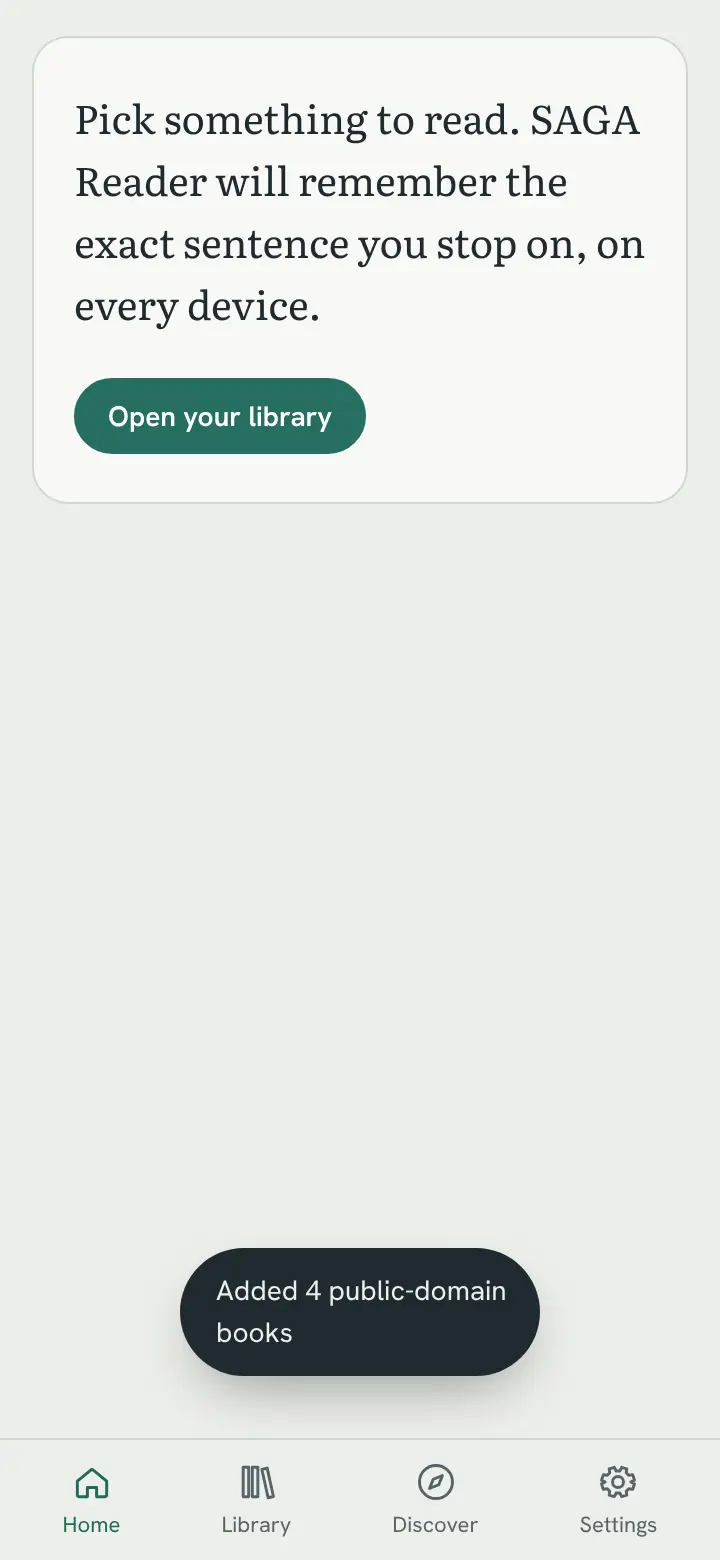 Pick something to read. SAGA
Reader will remember the
exact sentence you stop on, on
every device.
Open your library
Added 4 public-domain
books
Home
Library
Discover
Settings